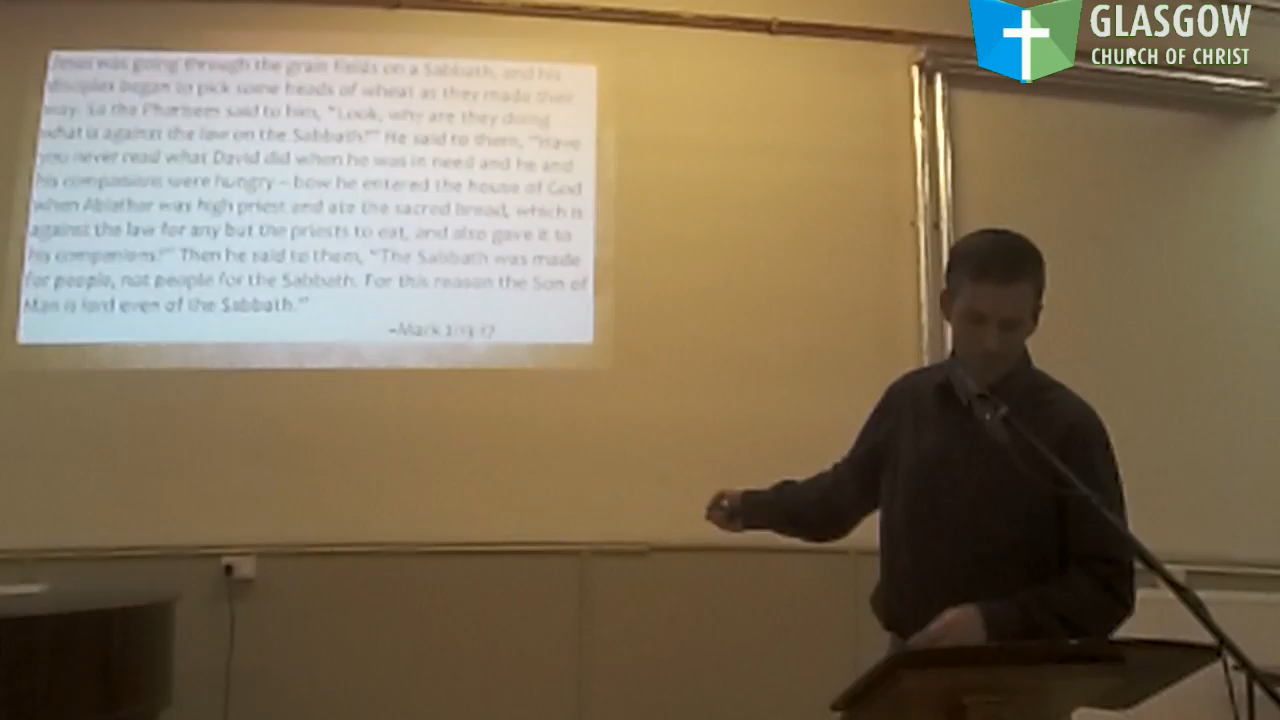 Jesus was going through the grain fields on a Sabbath, and his
disciples began to pick some heads of wheat as they made their
way. So the Pharisees said to him, "Look, why are they doing
what is against the law on the Sabbath?" He said to them, "Have
you never read what David did when he was in need and he and
his companions were hungry – how he entered the house of God
when Abiathar was high priest and ate the sacred bread, which is
against the law for any but the priests to eat, and also gave it to
his companions?" Then he said to them, "The Sabbath was made
for people, not people for the Sabbath. For this reason the Son of
Man is lord even of the Sabbath."
–Mark
GLASGOW
CHURCH OF CHRIST